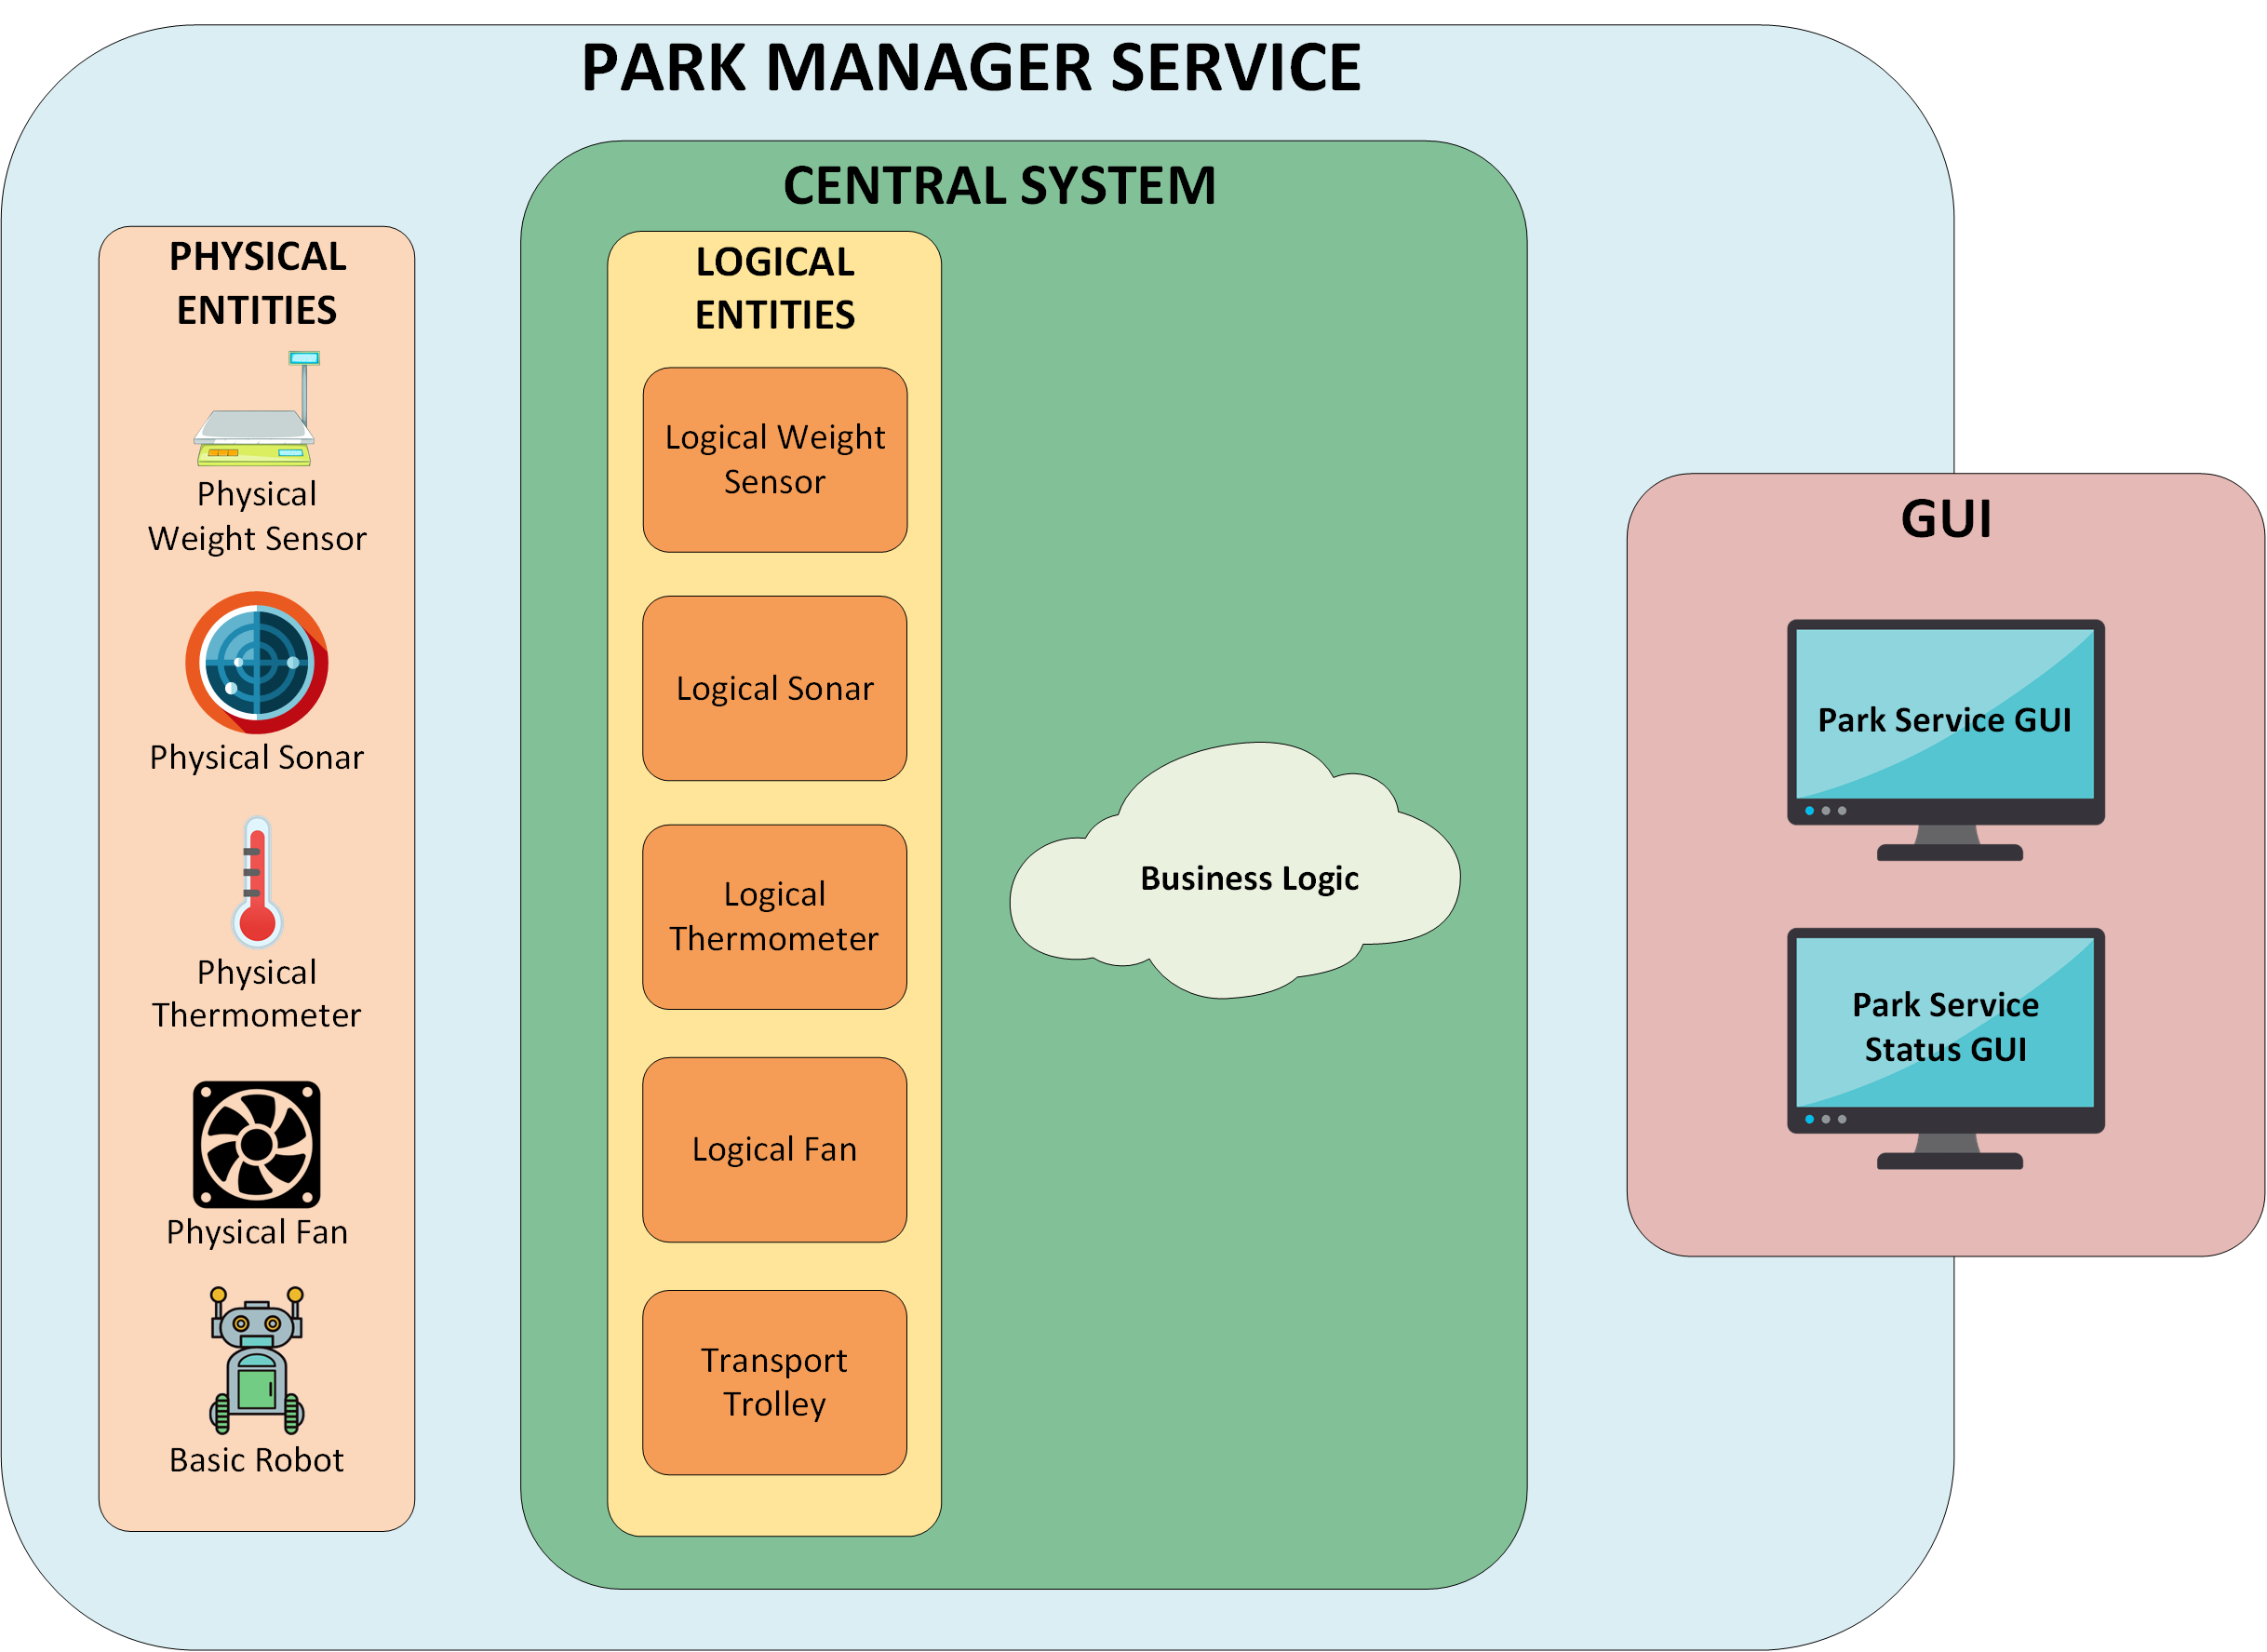 PARK MANAGER SERVICE
CENTRAL SYSTEM
PHYSICAL
ENTITIES
Physical
Weight Sensor
Physical Sonar
Physical
Thermometer
Physical Fan
Basic Robot
LOGICAL
ENTITIES
Logical Weight
Sensor
Logical Sonar
Logical
Thermometer
Logical Fan
Transport
Trolley
Business Logic
GUI
Park Service GUI
Park Service
Status GUI